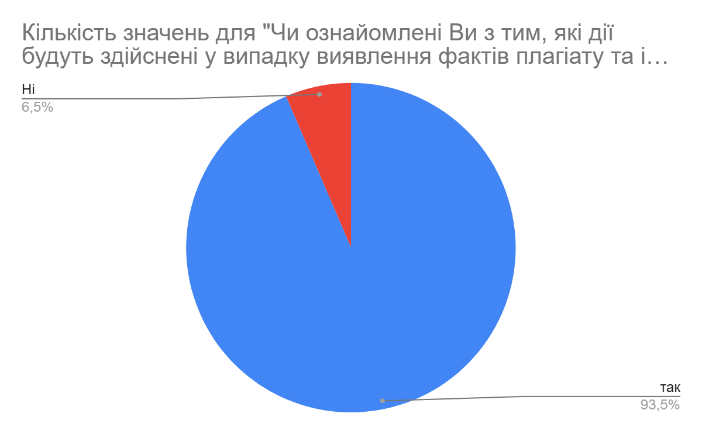 Кількість значень для "Чи ознайомлені Ви з тим, які дії
будуть здійснені у випадку виявлення фактів плагіату та і…
Ні
6,5%
так
93,5%